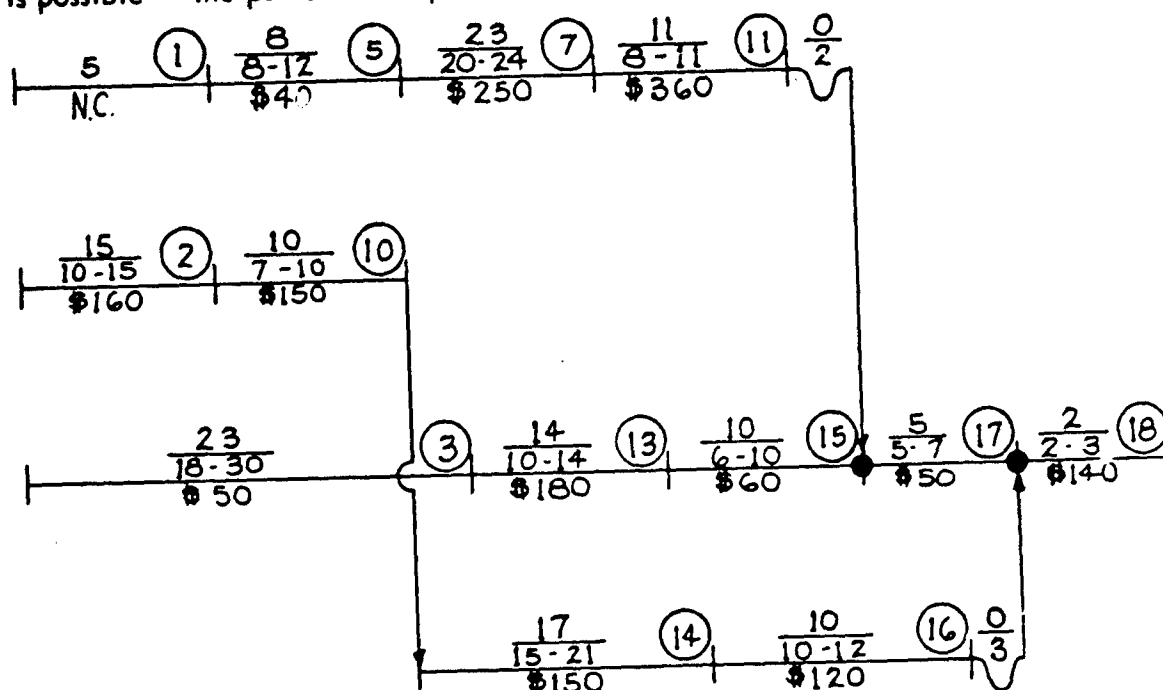 is possible
5 ① 8 ⑤ 23 ⑦ 11 ⑪ 0
8-12 20-24 8-11 2
N.C. $40 $250 $360
15 ② 10 ⑩
10-15 7-10
$160 $150
23 ③ 14 ⑬ 10 ⑮ 5 ⑰ 2 ⑱
18-30 10-14 6-10 5-7 2-3
$50 $180 $60 $50 $140
17 ⑭ 10 ⑯ 0
15-21 10-12 3
$150 $120